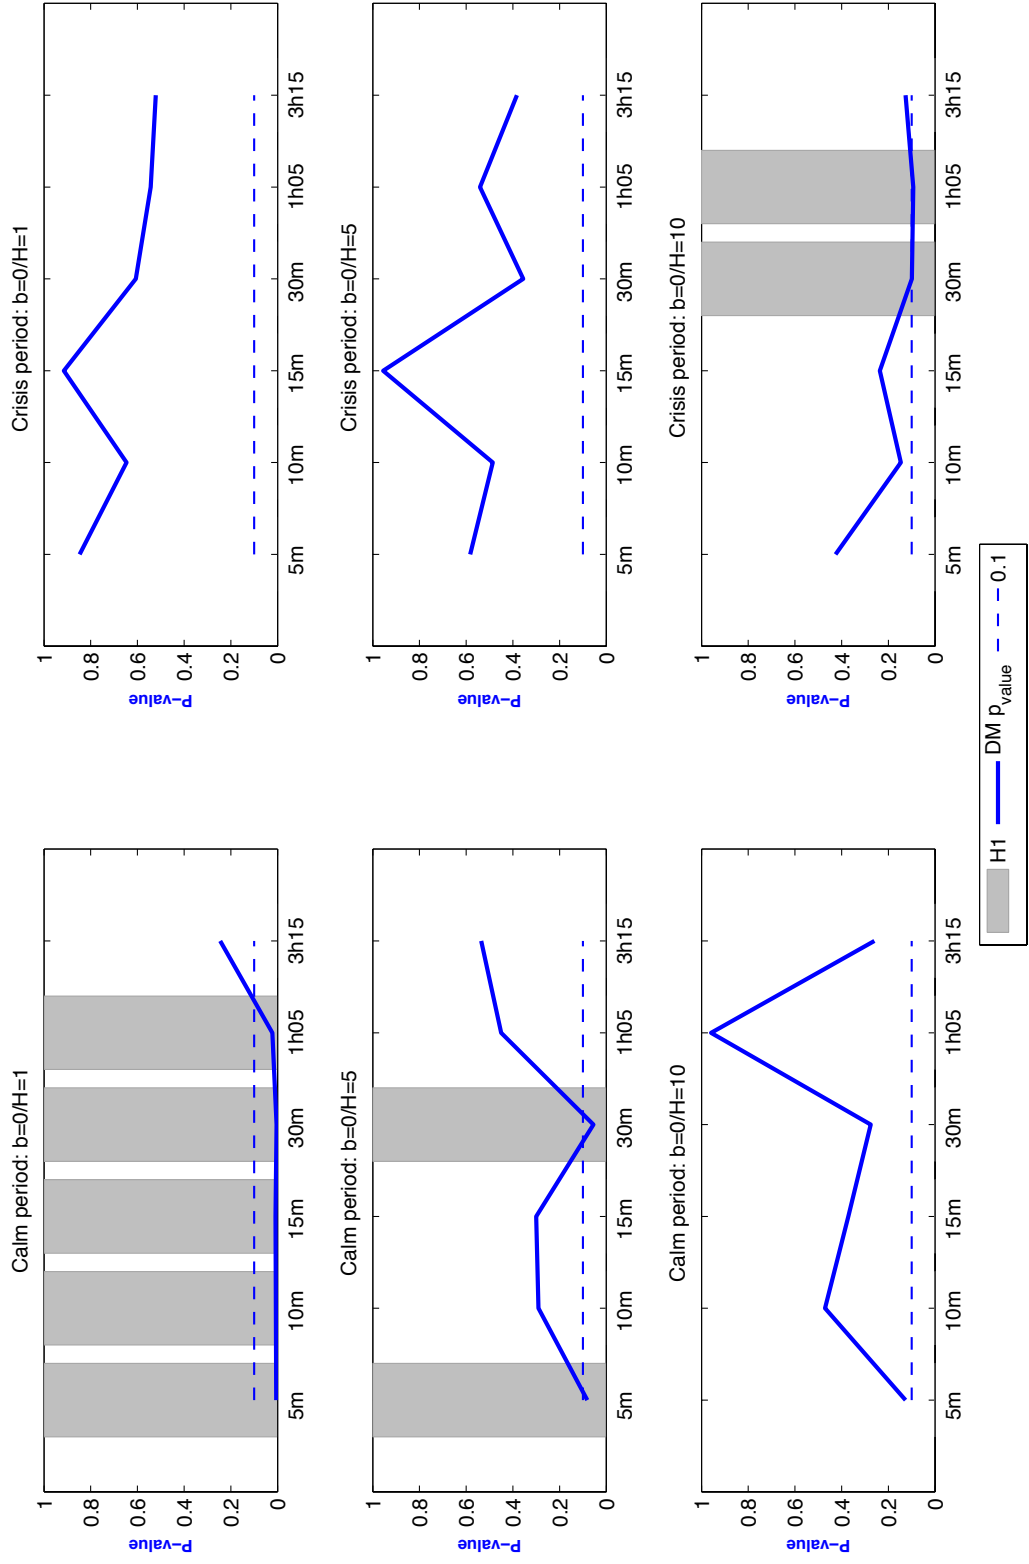 Calm period: b=0/H=1
P-value
1
0.8
0.6
0.4
0.2
0
5m 10m 15m 30m 1h05 3h15
Crisis period: b=0/H=1
P-value
1
0.8
0.6
0.4
0.2
0
5m 10m 15m 30m 1h05 3h15
Calm period: b=0/H=5
P-value
1
0.8
0.6
0.4
0.2
0
5m 10m 15m 30m 1h05 3h15
Crisis period: b=0/H=5
P-value
1
0.8
0.6
0.4
0.2
0
5m 10m 15m 30m 1h05 3h15
Calm period: b=0/H=10
P-value
1
0.8
0.6
0.4
0.2
0
5m 10m 15m 30m 1h05 3h15
Crisis period: b=0/H=10
P-value
1
0.8
0.6
0.4
0.2
0
5m 10m 15m 30m 1h05 3h15
H1 DM p_value 0.1